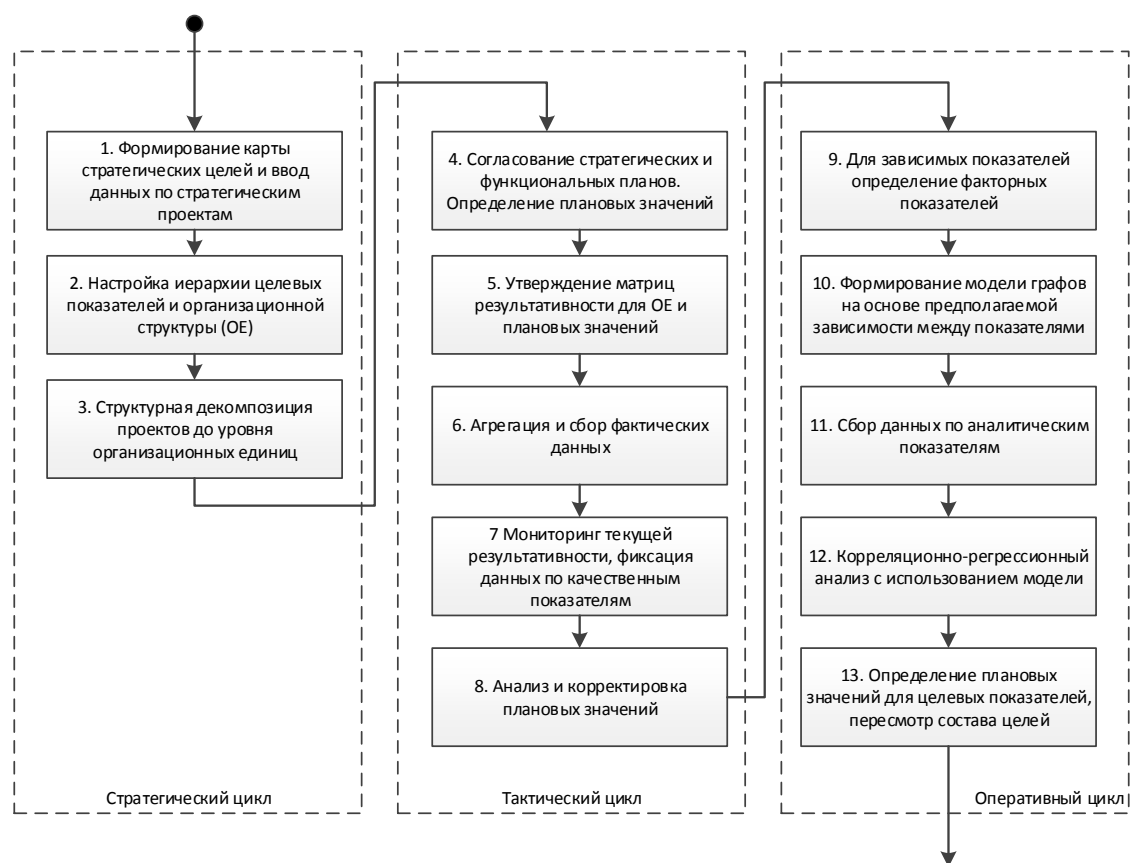 1. Формирование карты
стратегических целей и ввод
данных по стратегическим
проектам
2. Настройка иерархии целевых
показателей и организационной
структуры (ОЕ)
3. Структурная декомпозиция
проектов до уровня
организационных единиц
Стратегический цикл
4. Согласование стратегических и
функциональных планов.
Определение плановых значений
5. Утверждение матриц
результативности для ОЕ и
плановых значений
6. Агрегация и сбор фактических
данных
7 Мониторинг текущей
результативности, фиксация
данных по качественным
показателям
8. Анализ и корректировка
плановых значений
Тактический цикл
9. Для зависимых показателей
определение факторных
показателей
10. Формирование модели графов
на основе предполагаемой
зависимости между показателями
11. Сбор данных по аналитическим
показателям
12. Корреляционно-регрессионный
анализ с использованием модели
13. Определение плановых
значений для целевых показателей,
пересмотр состава целей
Оперативный цикл